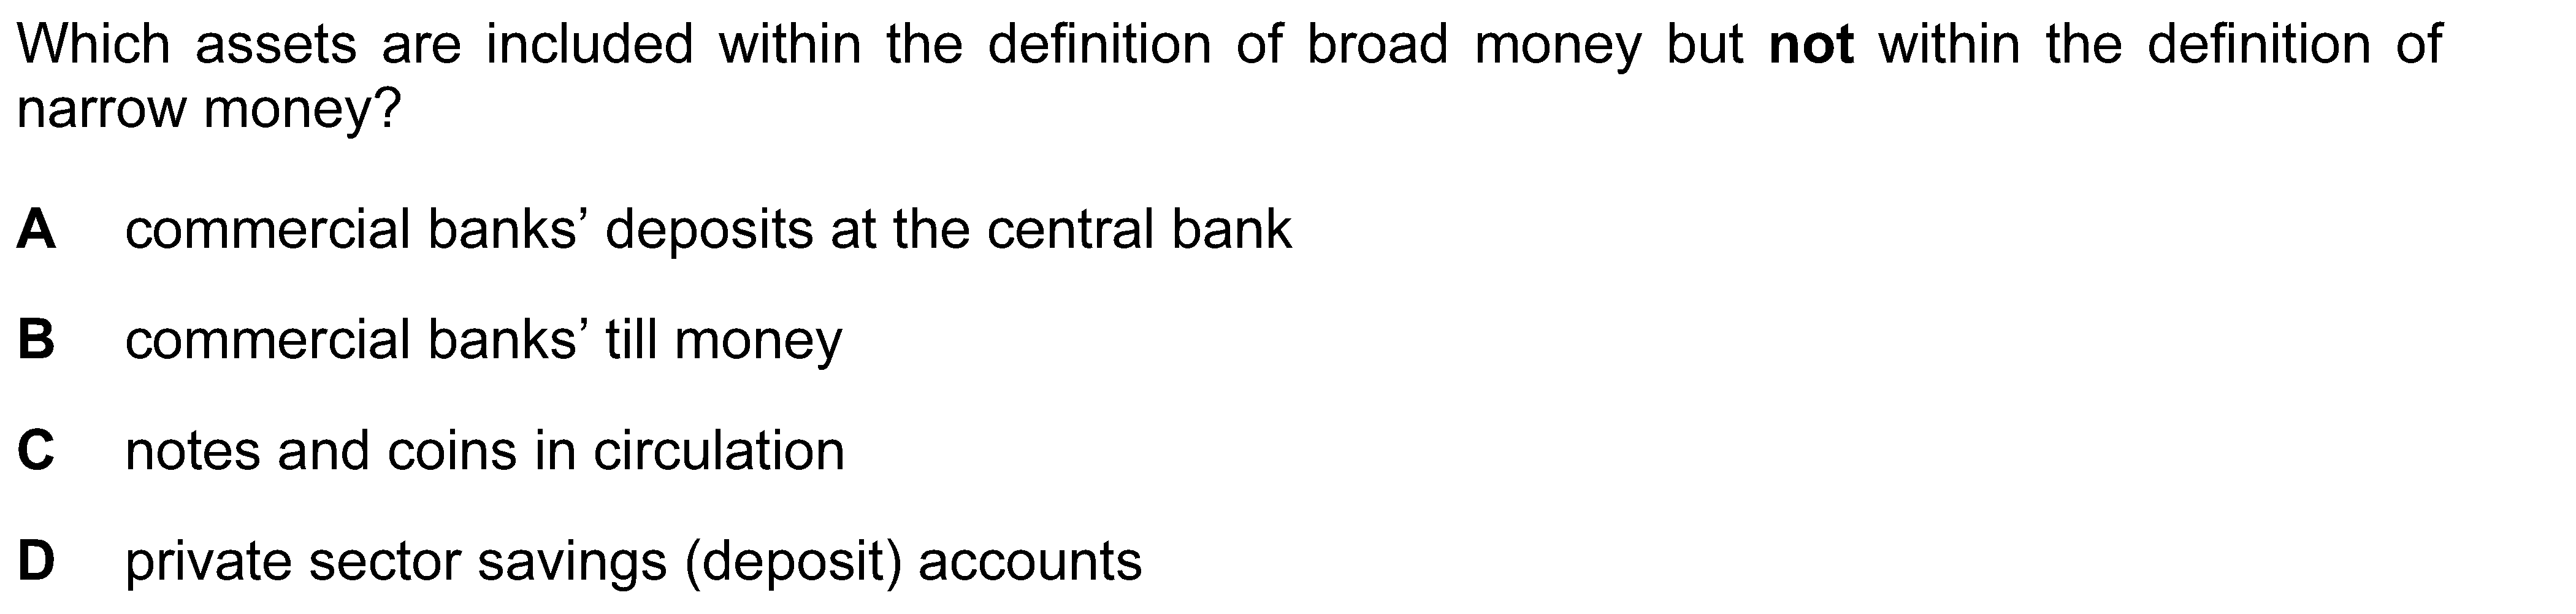 Which assets are included within the definition of broad money but not within the definition of
narrow money?
A commercial banks’ deposits at the central bank
B commercial banks’ till money
C notes and coins in circulation
D private sector savings (deposit) accounts